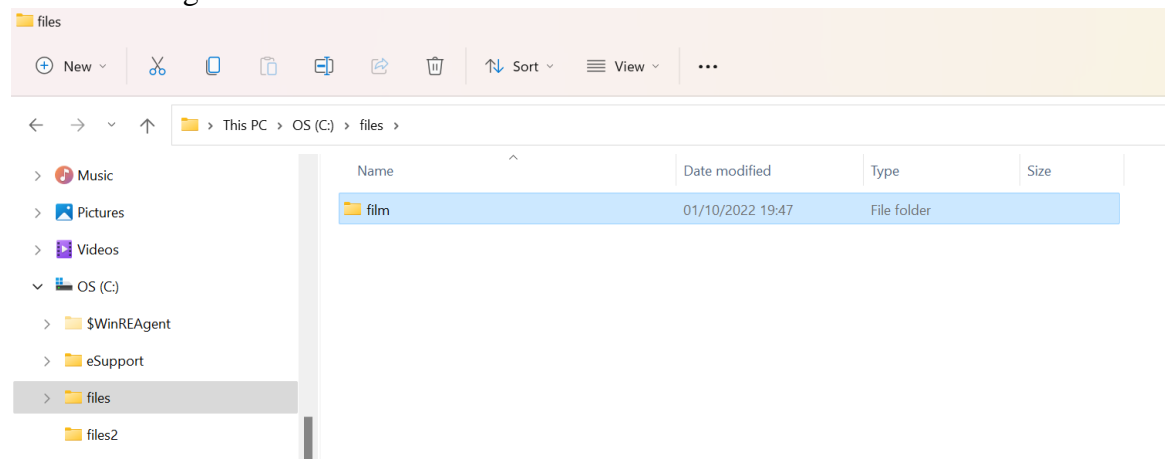 files
New
Sort
View
This PC > OS (C:) > files >
Name Date modified Type Size
film 01/10/2022 19:47 File folder
Music
Pictures
Videos
OS (C:)
$WinREAgent
eSupport
files
files2